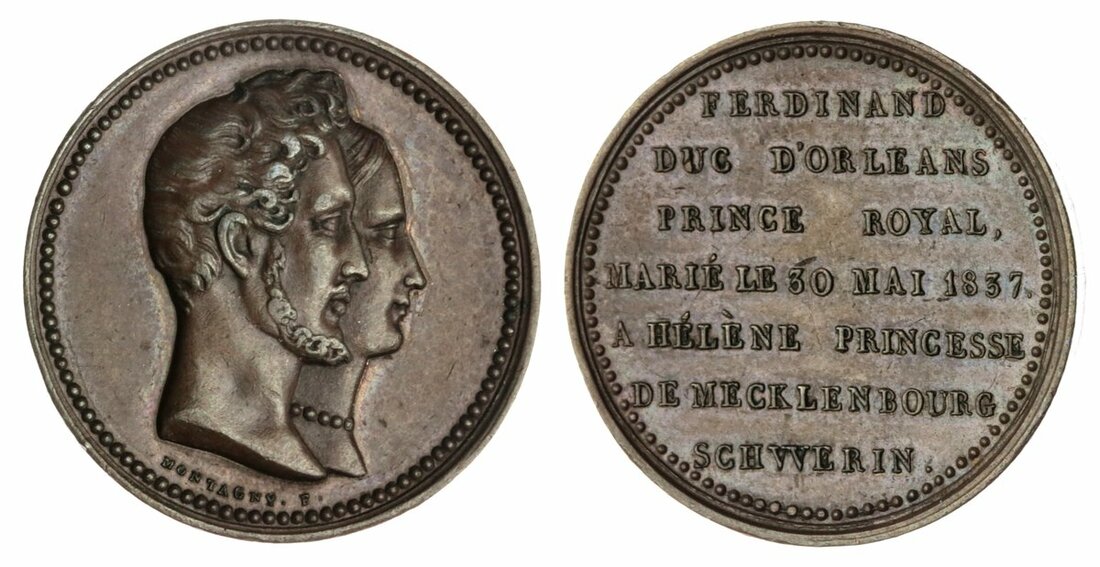 MONTAGNY. F.
FERDINAND
DUC D'ORLEANS
PRINCE ROYAL,
MARIÉ LE 30 MAI 1837.
A HÉLÈNE PRINCESSE
DE MECKLENBOURG
SCHVVERIN.